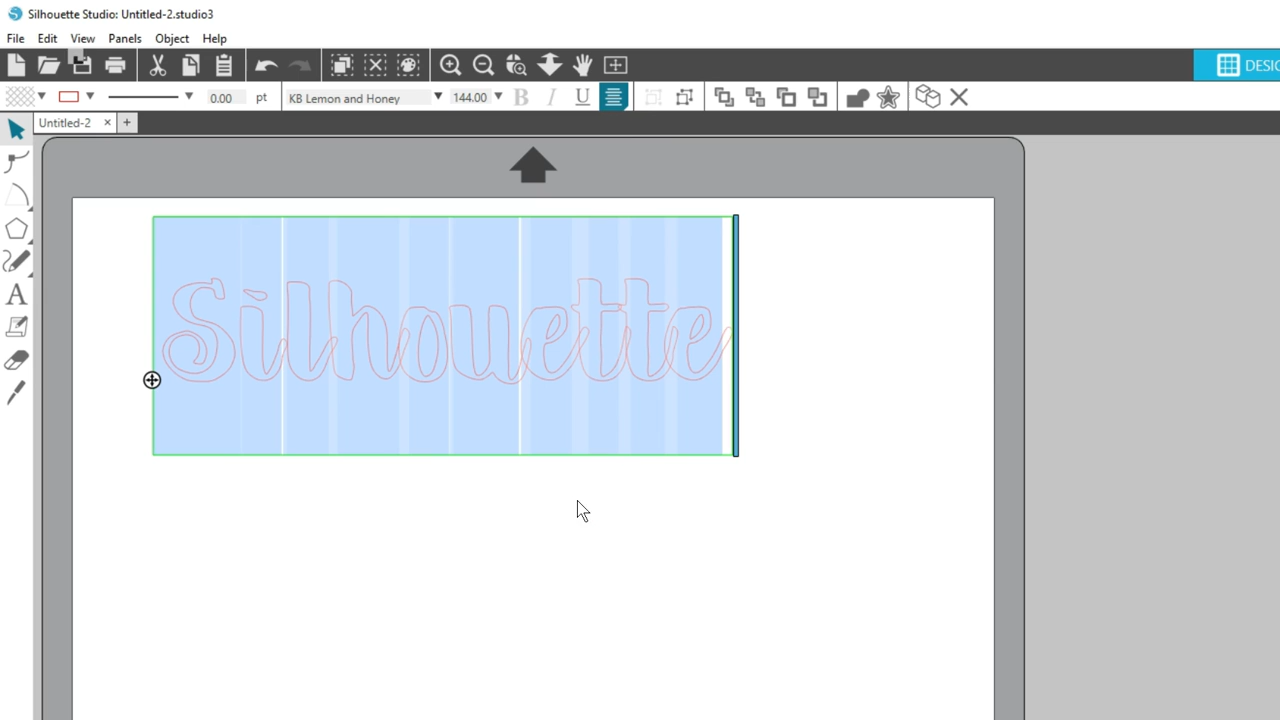 Silhouette Studio: Untitled-2.studio3
File Edit View Panels Object Help
DESIG
0.00 pt KB Lemon and Honey 144.00 B I U
Untitled-2
A
Silhouette